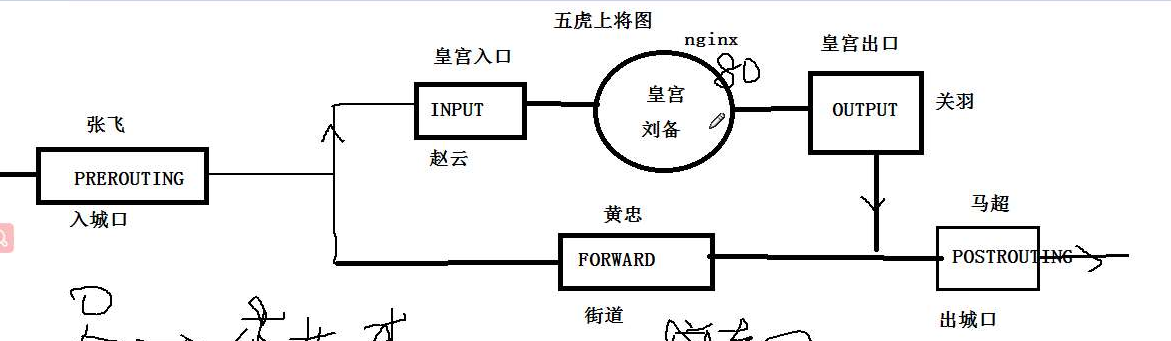 五虎上将图
nginx
80
皇宫出口
皇宫入口
INPUT
皇宫
刘备
OUTPUT
关羽
张飞
赵云
PREROUTING
入城口
黄忠
马超
FORWARD
POSTROUTING
街道
出城口